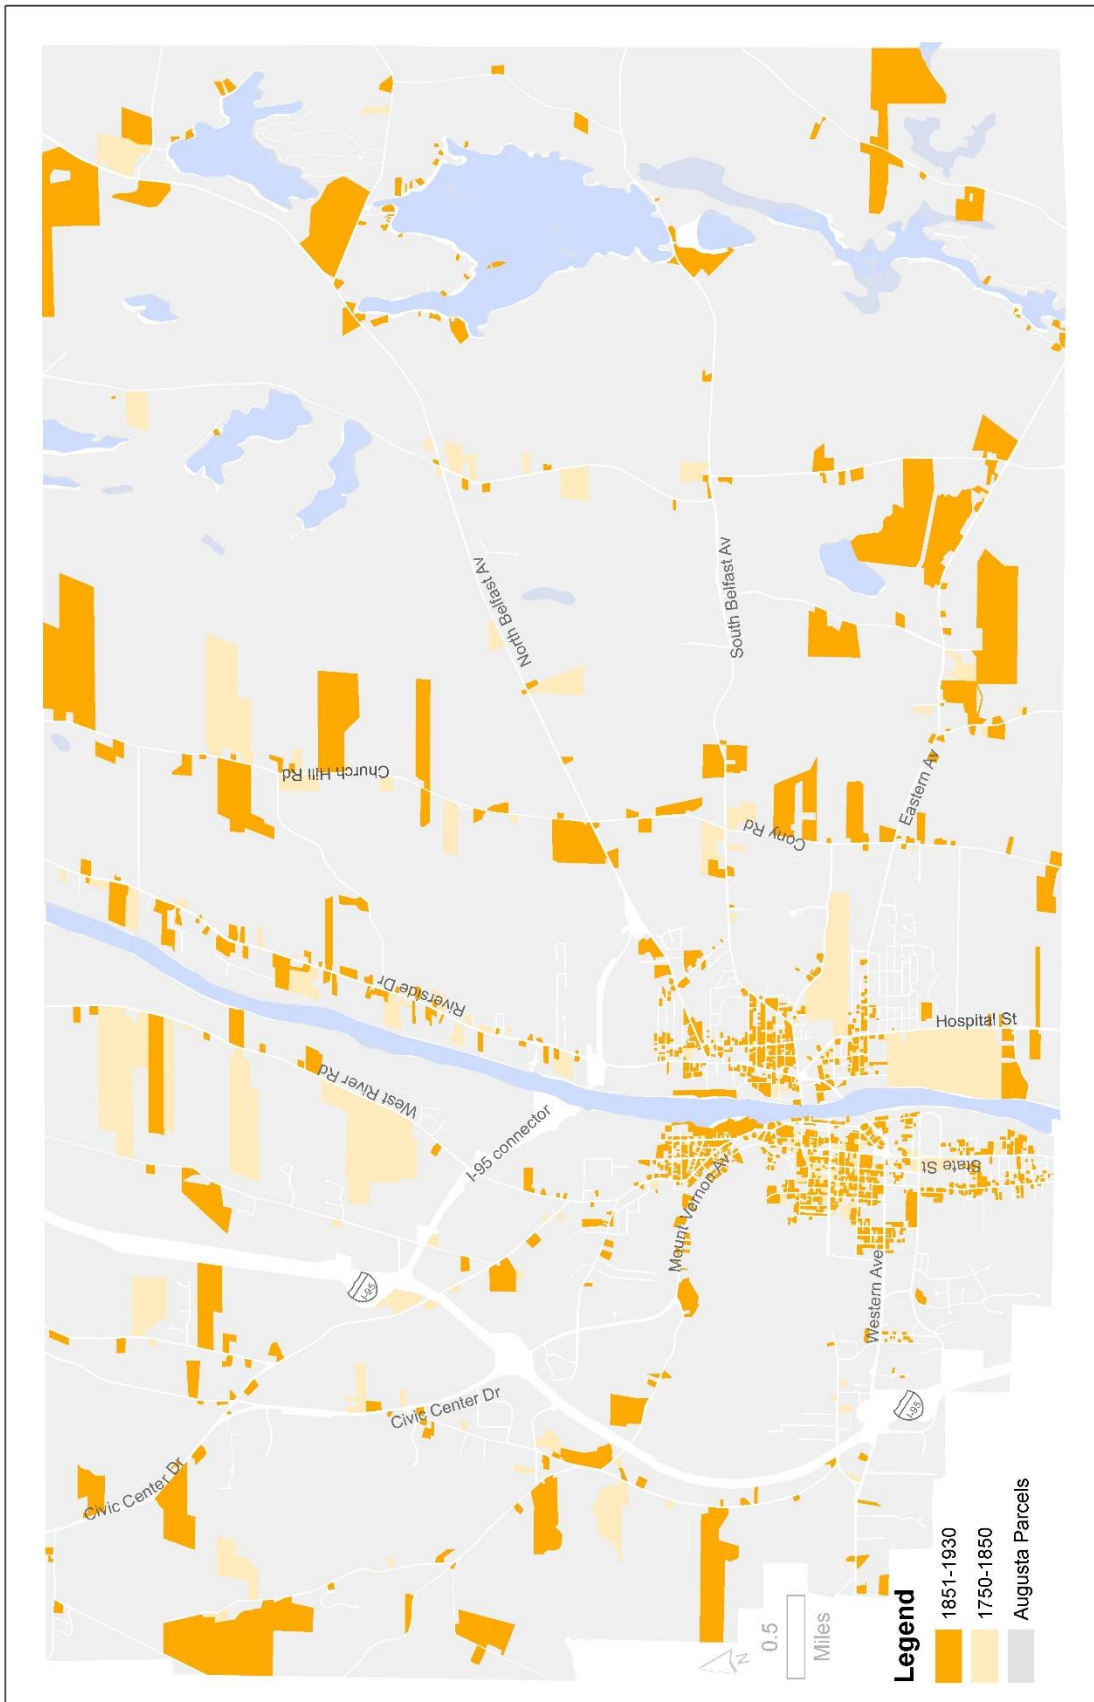 Church Hill Rd
North Belfast Av
South Belfast Av
Cony Rd
Eastern Av
Riverside Dr
West River Rd
I-95 connector
Hospital St
State St
Mount Vernon Av
Western Ave
I-95
I-95
Civic Center Dr
Civic Center Dr
N
0.5
Miles
Legend
1851-1930
1750-1850
Augusta Parcels